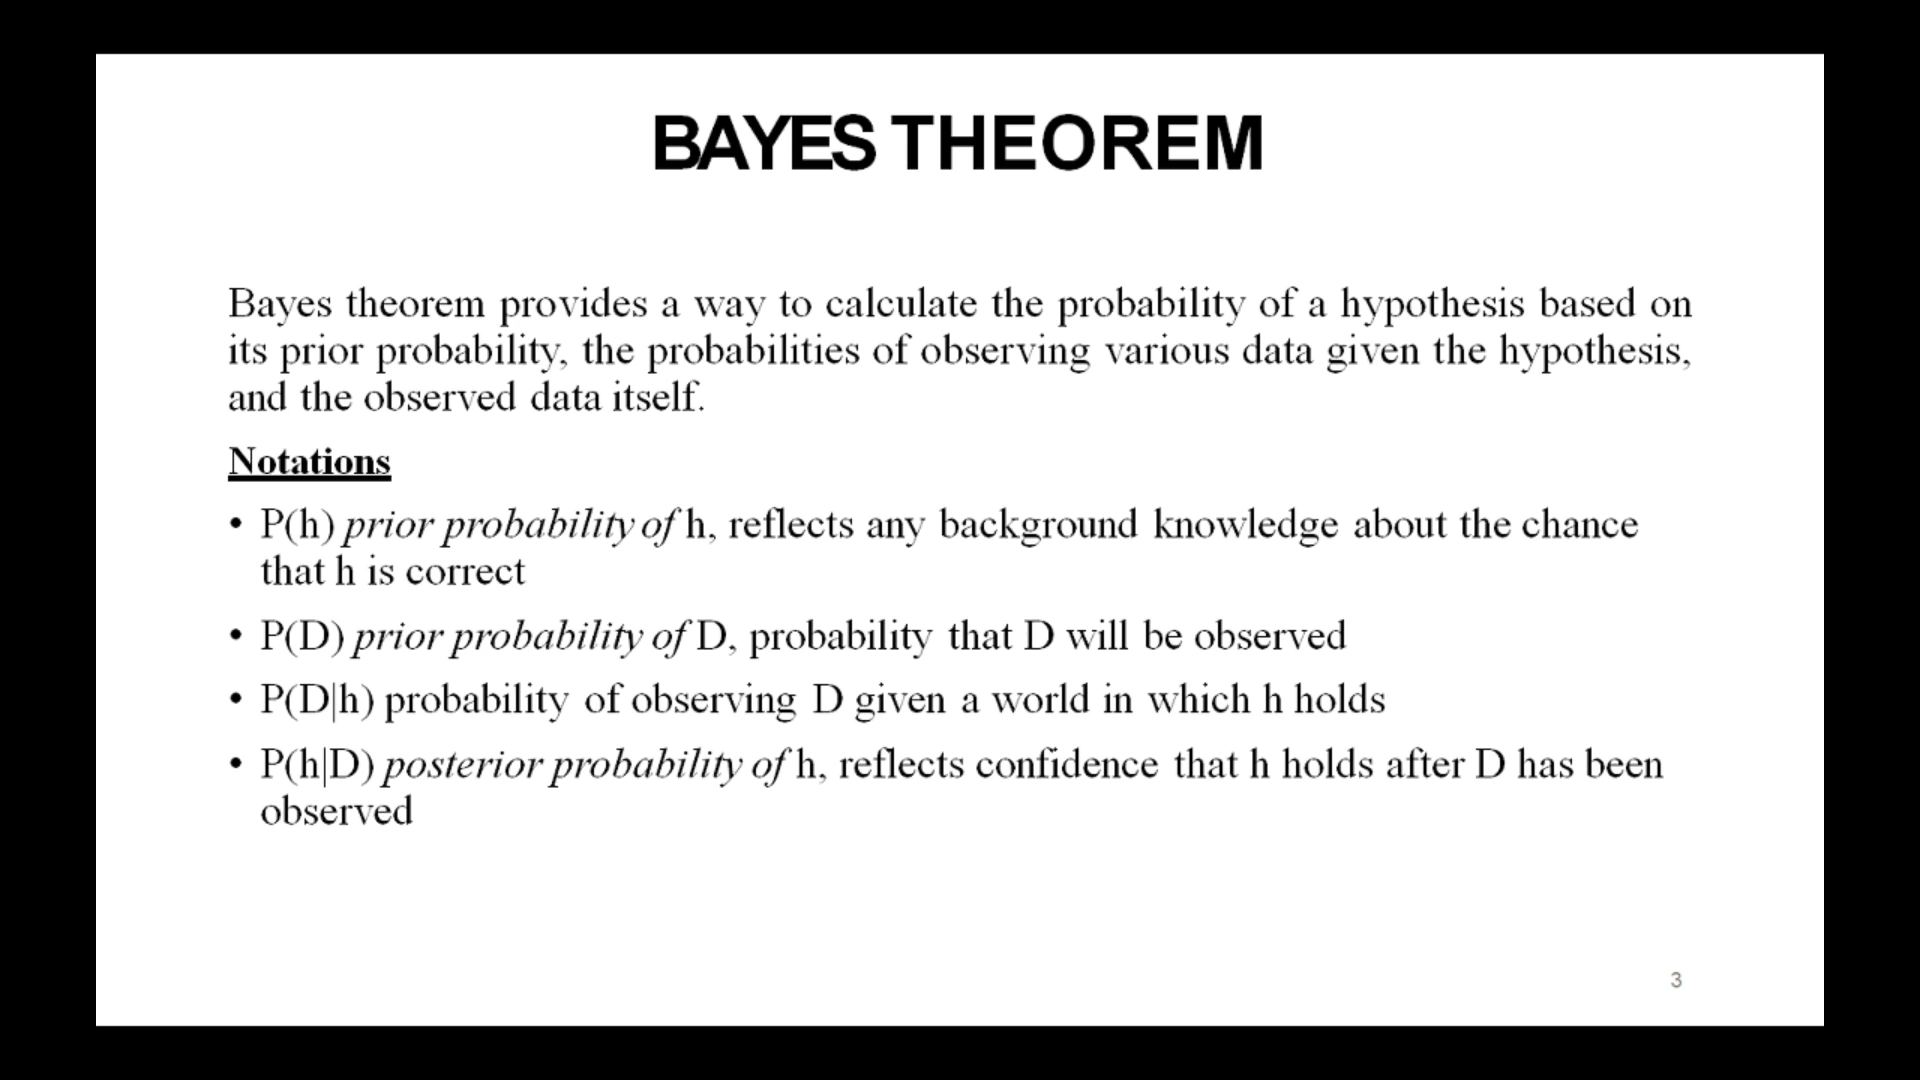 BAYES THEOREM
Bayes theorem provides a way to calculate the probability of a hypothesis based on
its prior probability, the probabilities of observing various data given the hypothesis,
and the observed data itself.
Notations
• P(h) prior probability of h, reflects any background knowledge about the chance
that h is correct
• P(D) prior probability of D, probability that D will be observed
• P(D|h) probability of observing D given a world in which h holds
• P(h|D) posterior probability of h, reflects confidence that h holds after D has been
observed
3